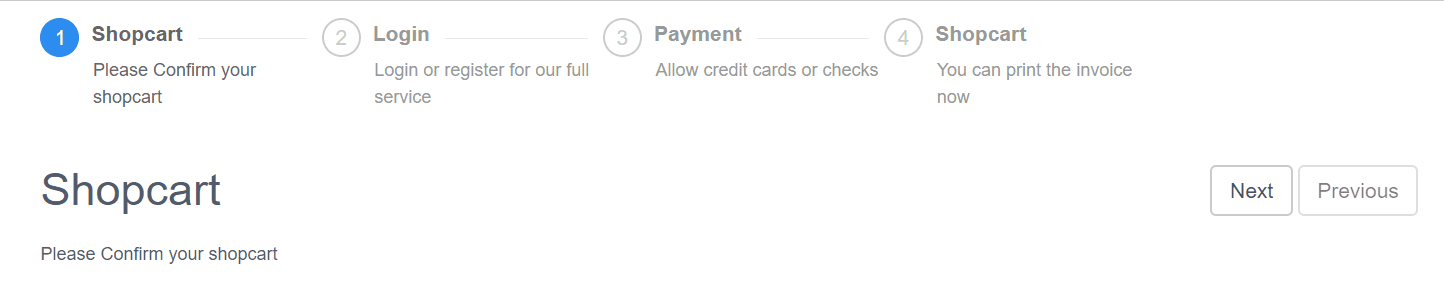 1 Shopcart 2 Login 3 Payment 4 Shopcart
Please Confirm your Login or register for our full Allow credit cards or checks You can print the invoice
shopcart service now
Shopcart
Next Previous
Please Confirm your shopcart